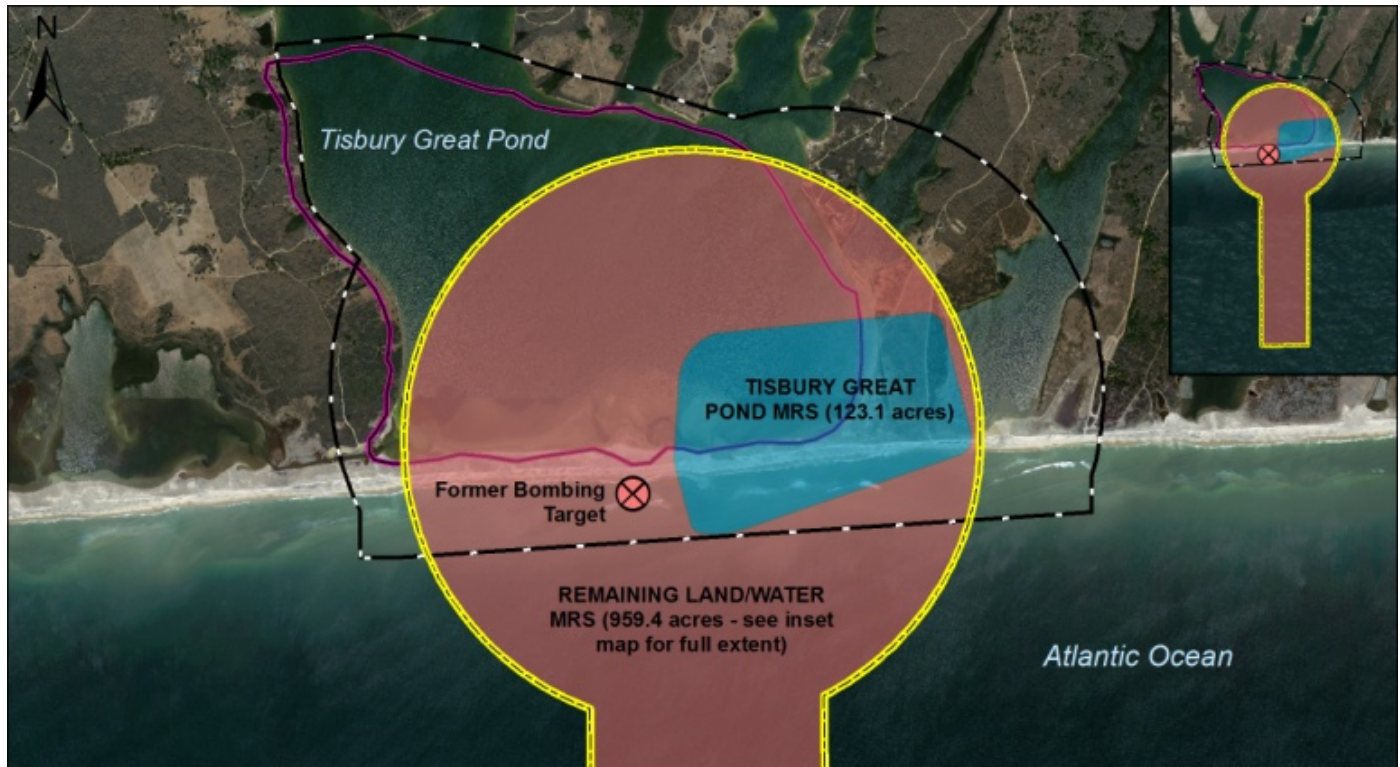 N
Tisbury Great Pond
TISBURY GREAT
POND MRS (123.1 acres)
Former Bombing
Target
REMAINING LAND/WATER
MRS (959.4 acres - see inset
map for full extent)
Atlantic Ocean